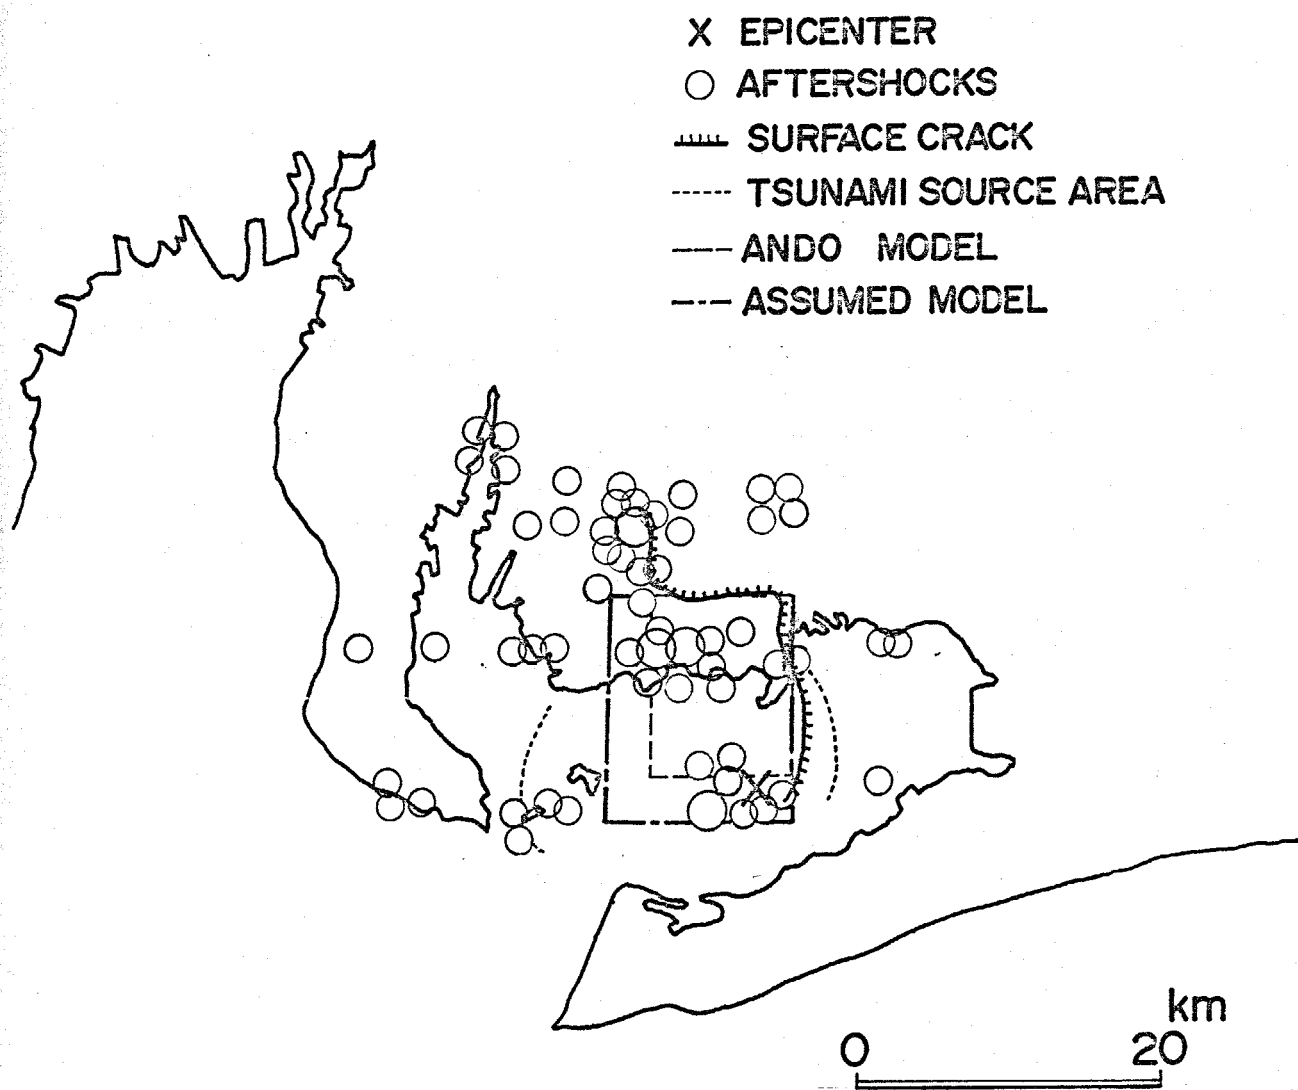 X EPICENTER
AFTERSHOCKS
SURFACE CRACK
TSUNAMI SOURCE AREA
ANDO MODEL
ASSUMED MODEL
km
0 20